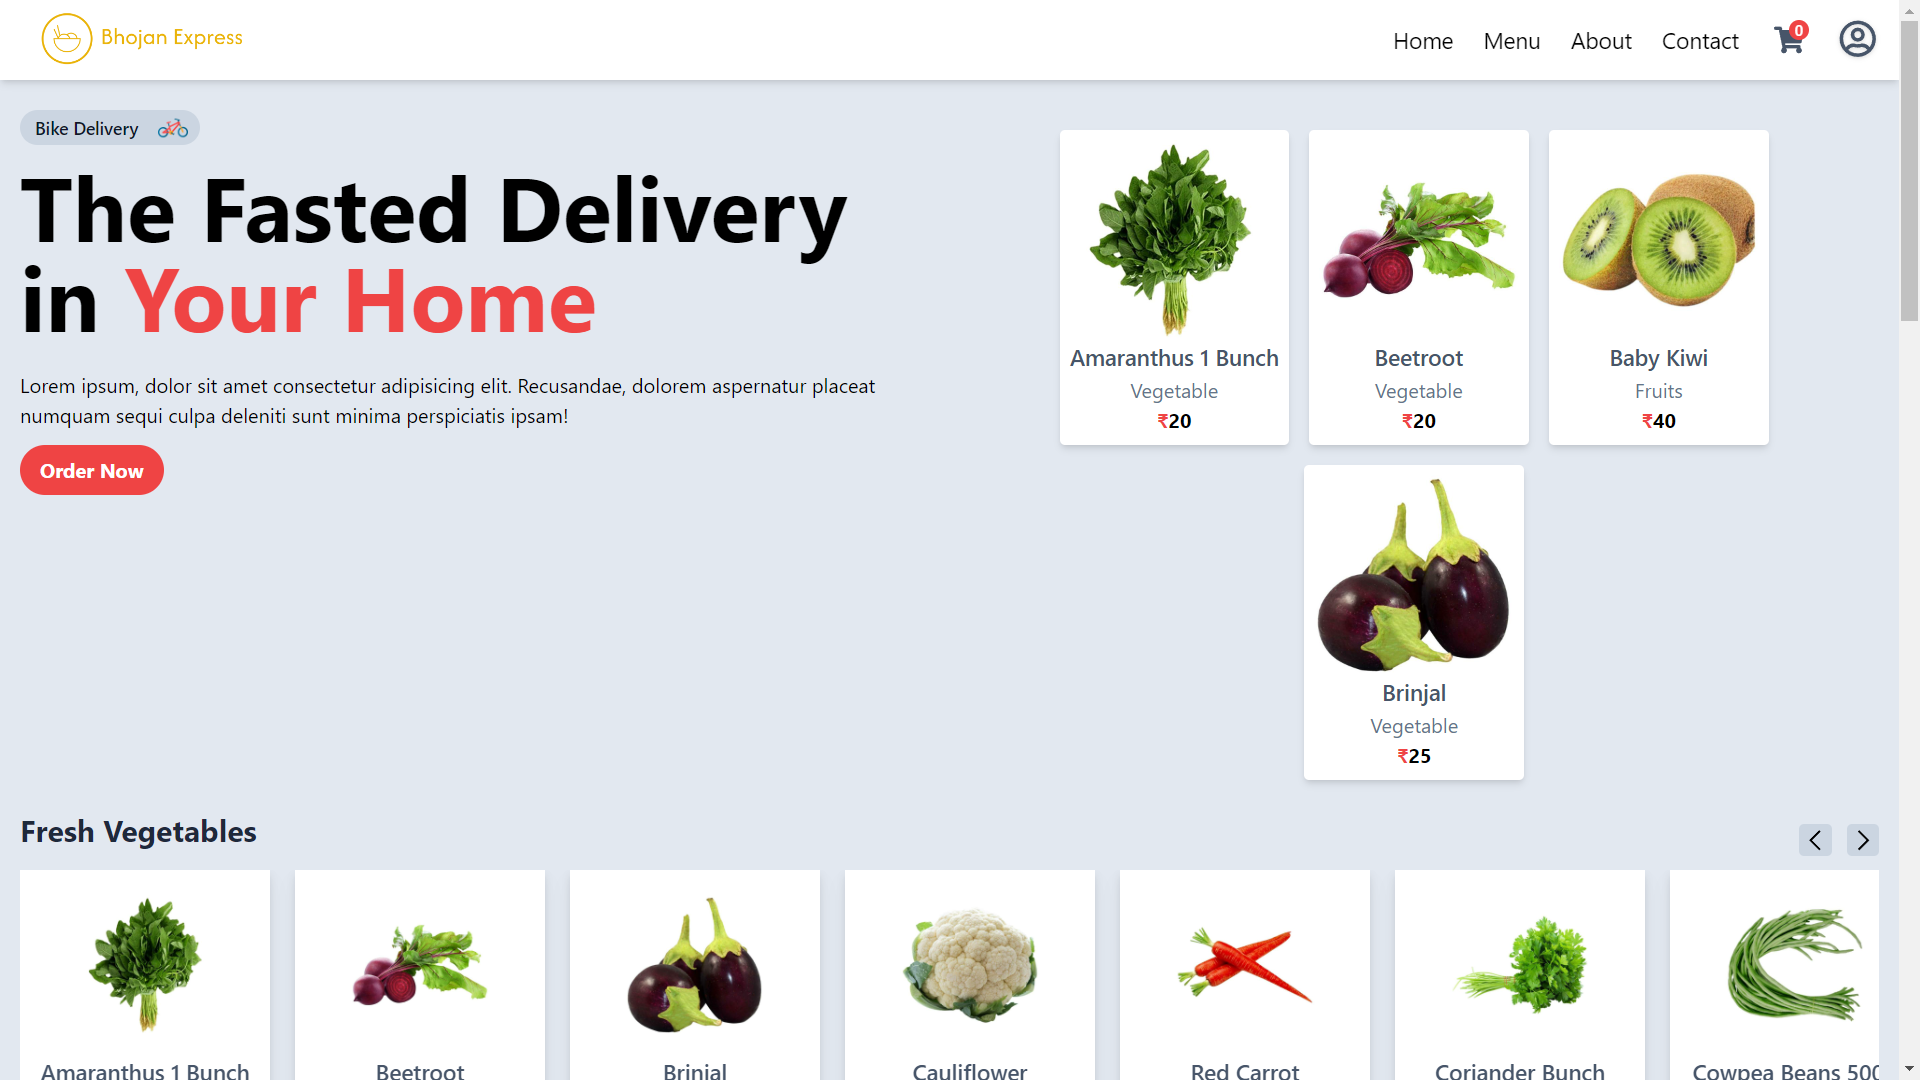 Bhojan Express
Home
Menu
About
Contact
0
Bike Delivery
The Fasted Delivery
in Your Home
Lorem ipsum, dolor sit amet consectetur adipisicing elit. Recusandae, dolorem aspernatur placeat
numquam sequi culpa deleniti sunt minima perspiciatis ipsam!
Order Now
Amaranthus 1 Bunch
Vegetable
₹20
Beetroot
Vegetable
₹20
Baby Kiwi
Fruits
₹40
Brinjal
Vegetable
₹25
Fresh Vegetables
Amaranthus 1 Bunch
Beetroot
Brinjal
Cauliflower
Red Carrot
Coriander Bunch
Cowpea Beans 500